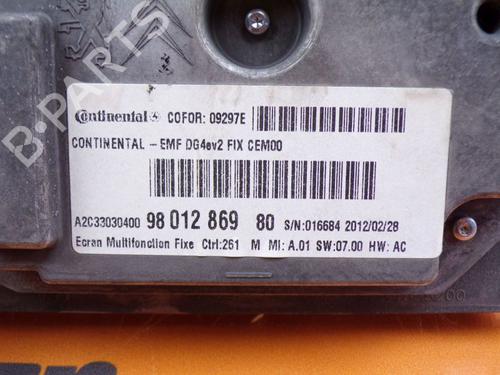 B-PARTS
Continental COFOR: 09297E
CONTINENTAL - EMF DG4ev2 FIX CEM00
A2C33030400 98 012 869 80 S/N:016684 2012/02/28
Ecran Multifonction Fixe Ctrl:261 M MI: A.01 SW:07.00 HW: AC